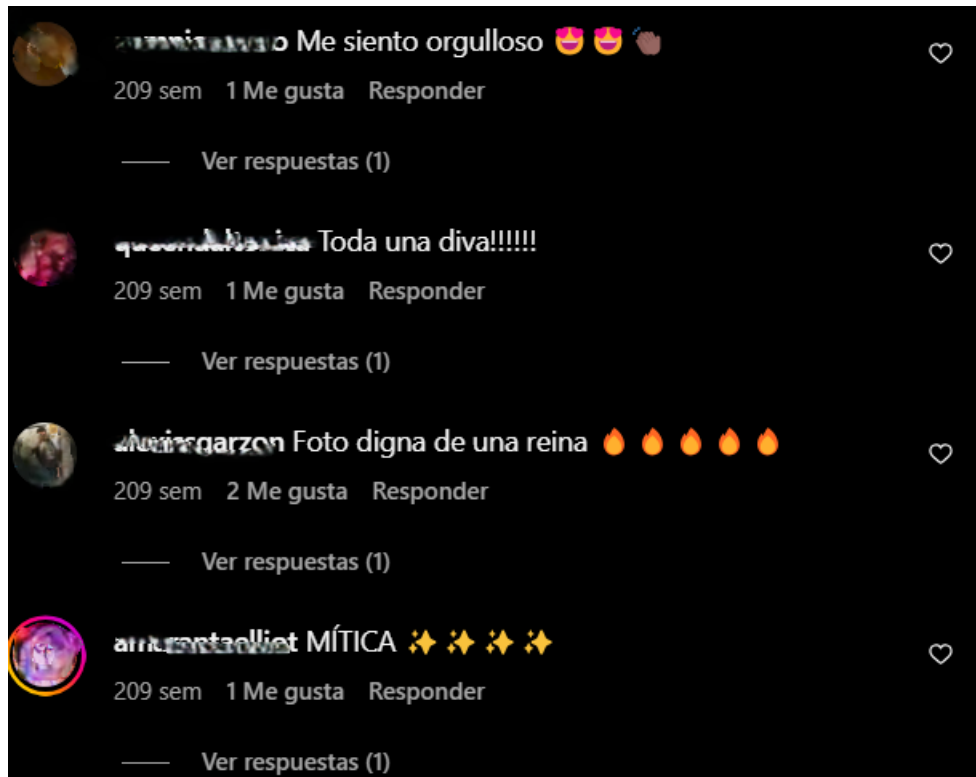 Me siento orgulloso 😍 😍 👏🏾
209 sem 1 Me gusta Responder
Ver respuestas (1)
Toda una diva!!!!!!
209 sem 1 Me gusta Responder
Ver respuestas (1)
Foto digna de una reina 🔥 🔥 🔥 🔥 🔥
209 sem 2 Me gusta Responder
Ver respuestas (1)
MÍTICA ✨ ✨ ✨ ✨
209 sem 1 Me gusta Responder
Ver respuestas (1)